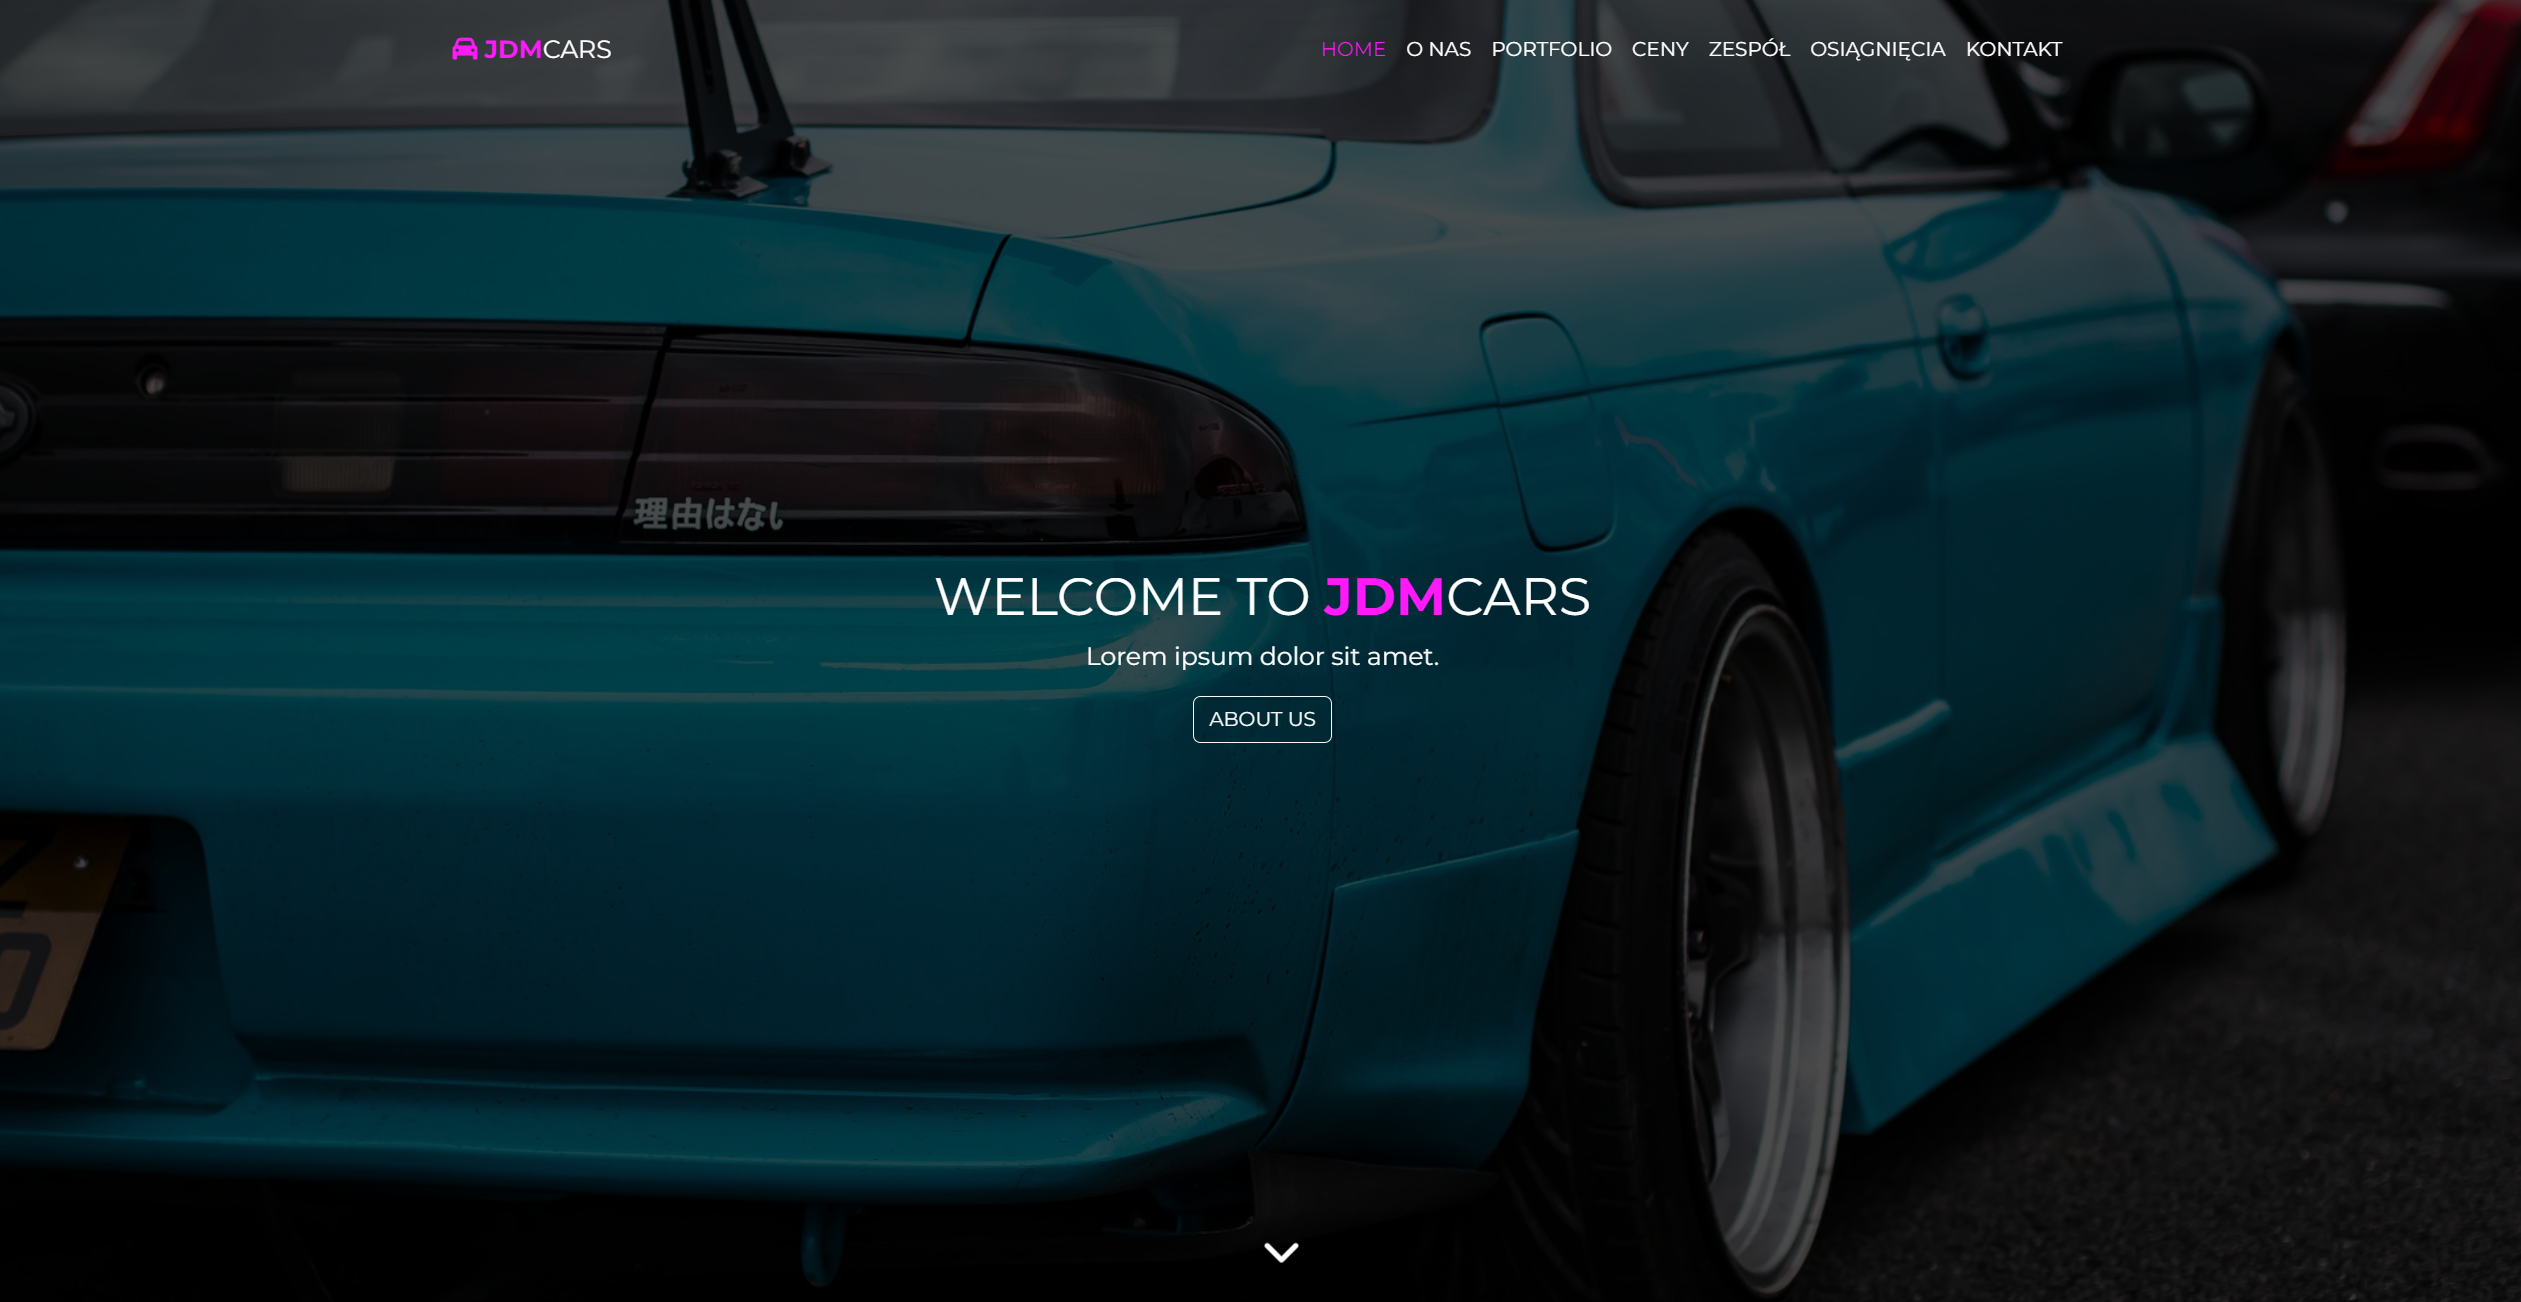 JDMCARS
HOME O NAS PORTFOLIO CENY ZESPÓŁ OSIĄGNIĘCIA KONTAKT
理由はない
WELCOME TO JDMCARS
Lorem ipsum dolor sit amet.
ABOUT US